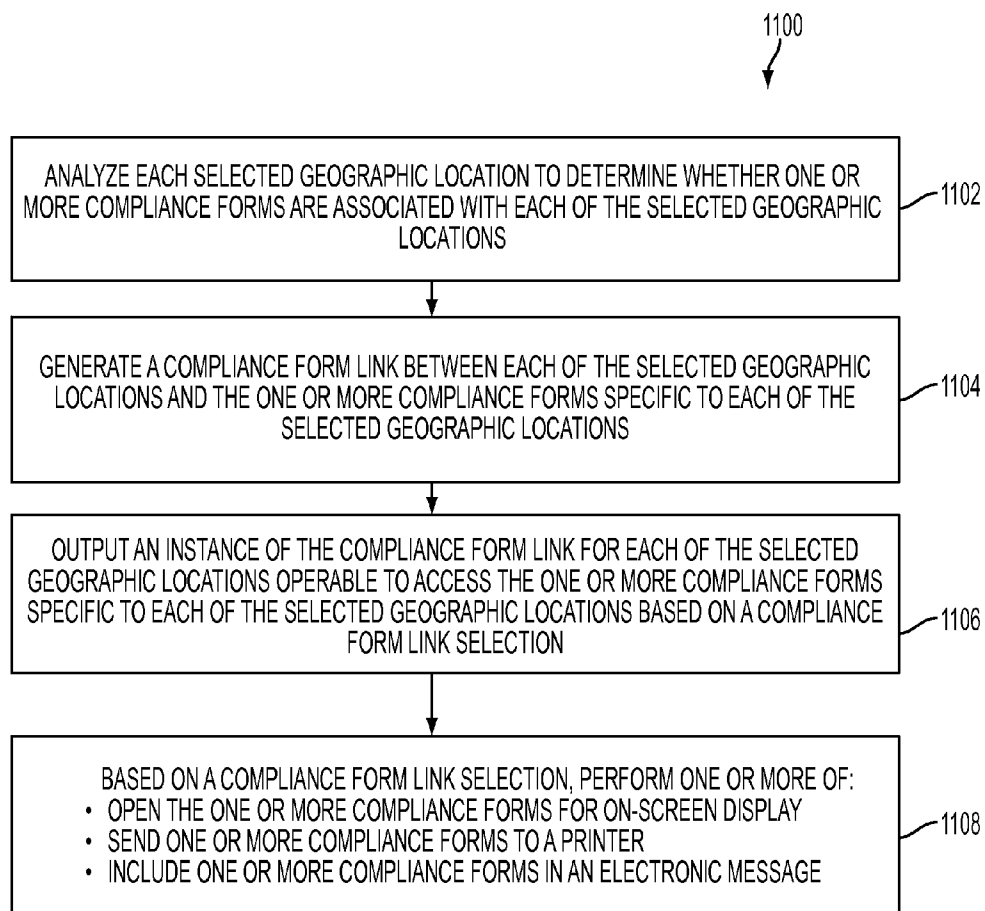 1100
ANALYZE EACH SELECTED GEOGRAPHIC LOCATION TO DETERMINE WHETHER ONE OR
MORE COMPLIANCE FORMS ARE ASSOCIATED WITH EACH OF THE SELECTED GEOGRAPHIC
LOCATIONS
1102
GENERATE A COMPLIANCE FORM LINK BETWEEN EACH OF THE SELECTED GEOGRAPHIC
LOCATIONS AND THE ONE OR MORE COMPLIANCE FORMS SPECIFIC TO EACH OF THE
SELECTED GEOGRAPHIC LOCATIONS
1104
OUTPUT AN INSTANCE OF THE COMPLIANCE FORM LINK FOR EACH OF THE SELECTED
GEOGRAPHIC LOCATIONS OPERABLE TO ACCESS THE ONE OR MORE COMPLIANCE FORMS
SPECIFIC TO EACH OF THE SELECTED GEOGRAPHIC LOCATIONS BASED ON A COMPLIANCE
FORM LINK SELECTION
1106
BASED ON A COMPLIANCE FORM LINK SELECTION, PERFORM ONE OR MORE OF:
• OPEN THE ONE OR MORE COMPLIANCE FORMS FOR ON-SCREEN DISPLAY
• SEND ONE OR MORE COMPLIANCE FORMS TO A PRINTER
• INCLUDE ONE OR MORE COMPLIANCE FORMS IN AN ELECTRONIC MESSAGE
1108